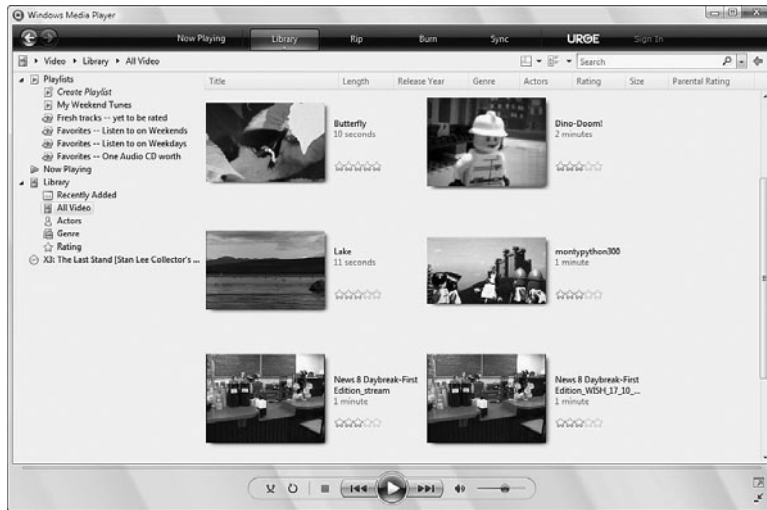 Windows Media Player
Now Playing Library Rip Burn Sync URGE Sign In
Video Library All Video Search
Playlists
Create Playlist
My Weekend Tunes
Fresh tracks -- yet to be rated
Favorites -- Listen to on Weekends
Favorites -- Listen to on Weekdays
Favorites -- One Audio CD worth
Now Playing
Library
Recently Added
All Video
Actors
Genre
Rating
X3: The Last Stand [Stan Lee Collector's ...
Title Length Release Year Genre Actors Rating Size Parental Rating
Butterfly
10 seconds
Dino-Doom!
2 minutes
Lake
11 seconds
montypython300
1 minute
News 8 Daybreak-First
Edition_stream
1 minute
News 8 Daybreak-First
Edition_WISH_17_10_...
1 minute